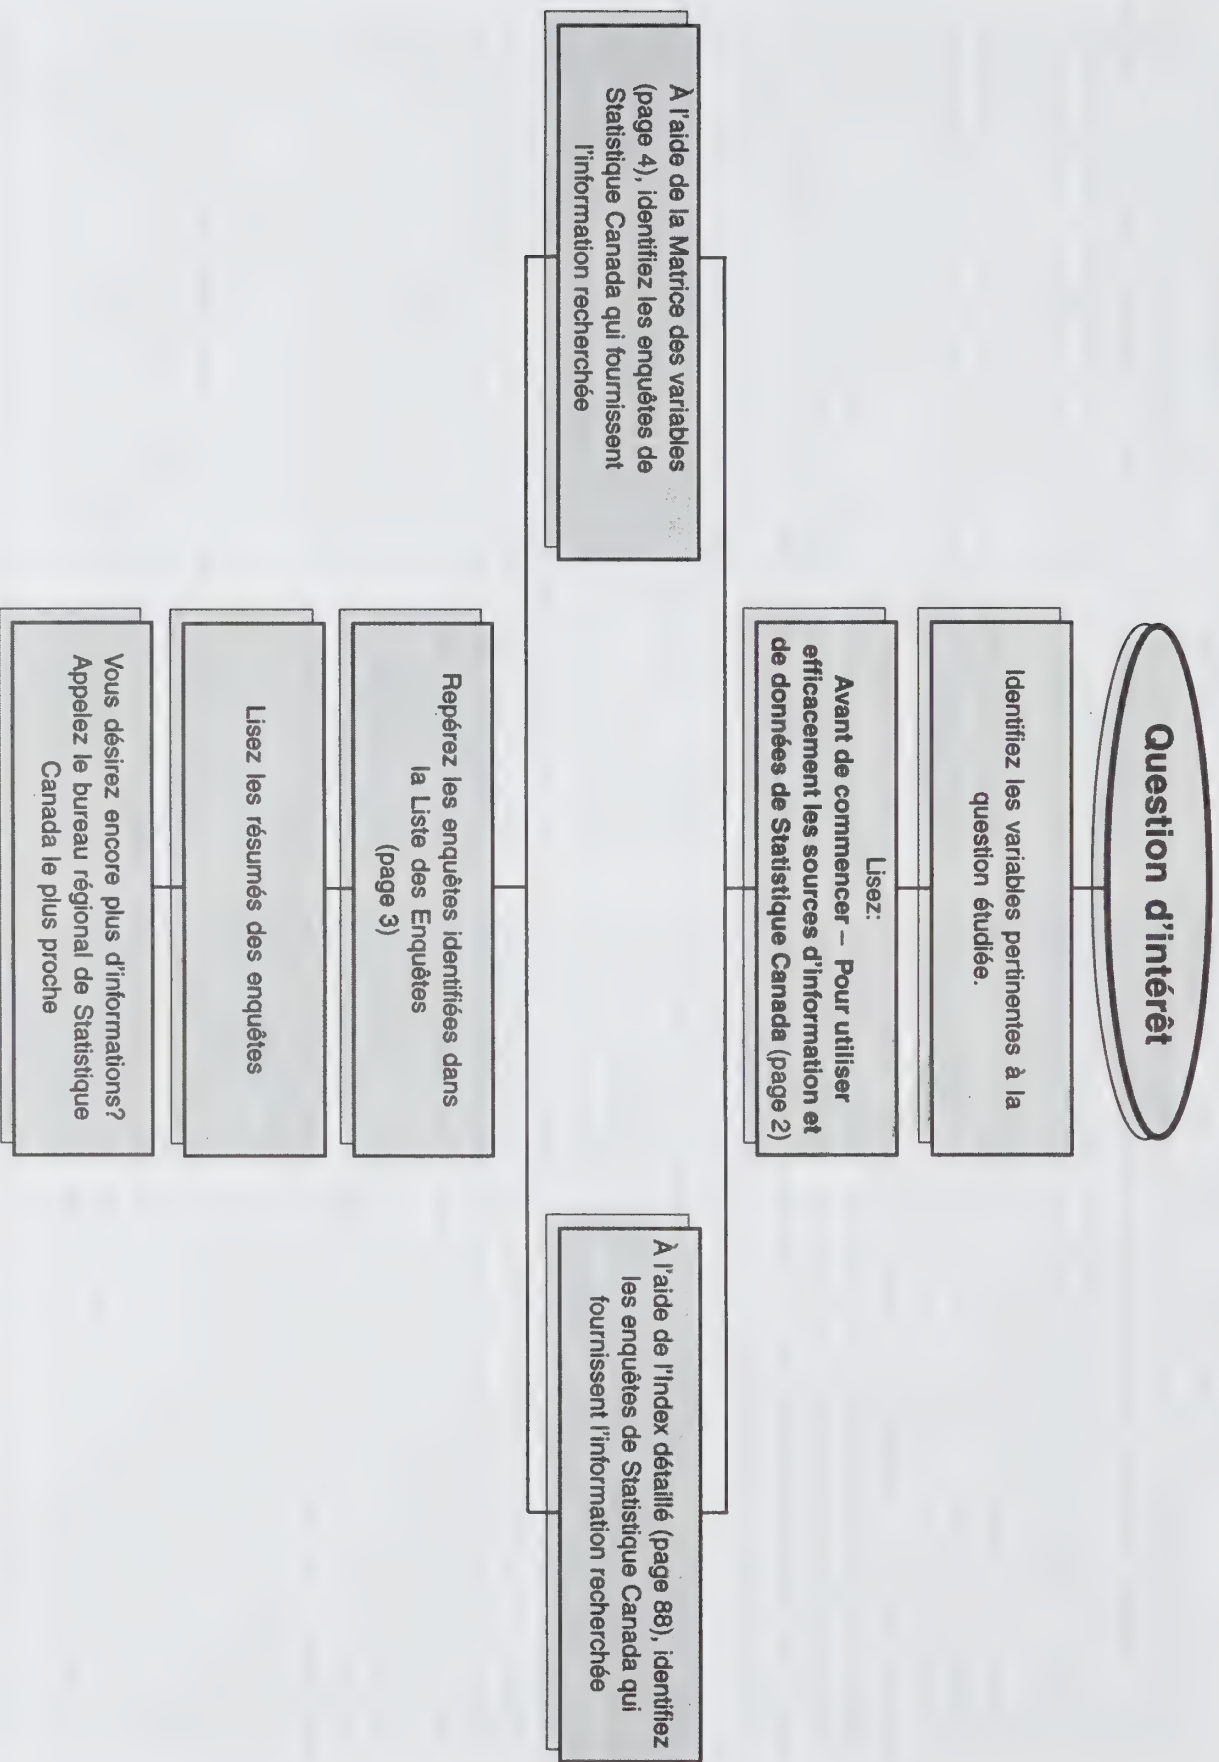 Question d'intérêt
Identifiez les variables pertinentes à la
question étudiée.
Lisez:
Avant de commencer – Pour utiliser
efficacement les sources d'information et
de données de Statistique Canada (page 2)
À l'aide de la Matrice des variables
(page 4), identifiez les enquêtes de
Statistique Canada qui fournissent
l'information recherchée
À l'aide de l'Index détaillé (page 88), identifiez
les enquêtes de Statistique Canada qui
fournissent l'information recherchée
Repérez les enquêtes identifiées dans
la Liste des Enquêtes
(page 3)
Lisez les résumés des enquêtes
Vous désirez encore plus d'informations?
Appelez le bureau régional de Statistique
Canada le plus proche